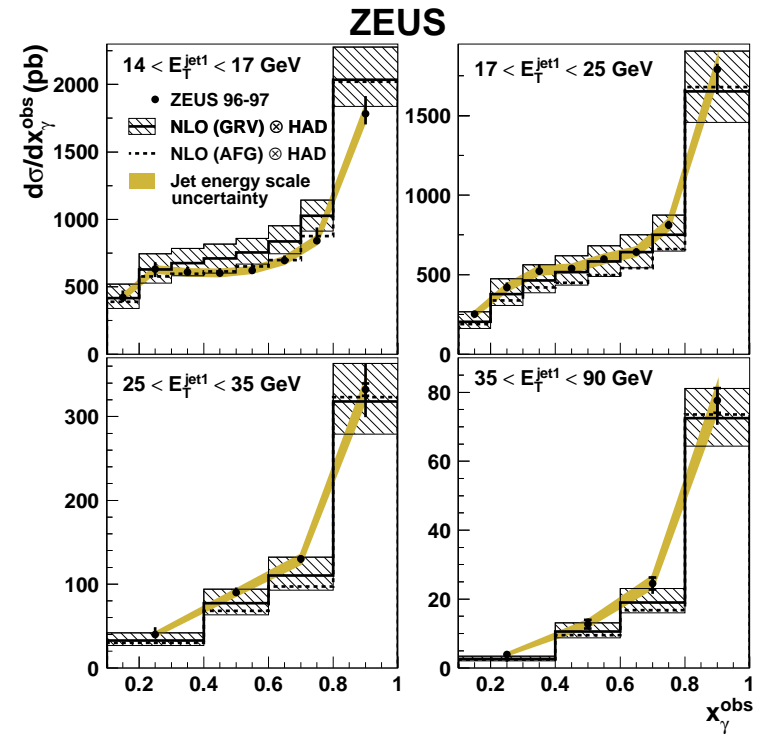 ZEUS
dσ/dx_γ^obs (pb)
14 < E_T^jet1 < 17 GeV
ZEUS 96-97
NLO (GRV) ⊗ HAD
NLO (AFG) ⊗ HAD
Jet energy scale
uncertainty
2000
1750
1500
1250
1000
750
500
250
0
17 < E_T^jet1 < 25 GeV
1500
1000
500
0
25 < E_T^jet1 < 35 GeV
300
200
100
0
0.2 0.4 0.6 0.8 1
35 < E_T^jet1 < 90 GeV
80
60
40
20
0
0.2 0.4 0.6 0.8 1
x_γ^obs